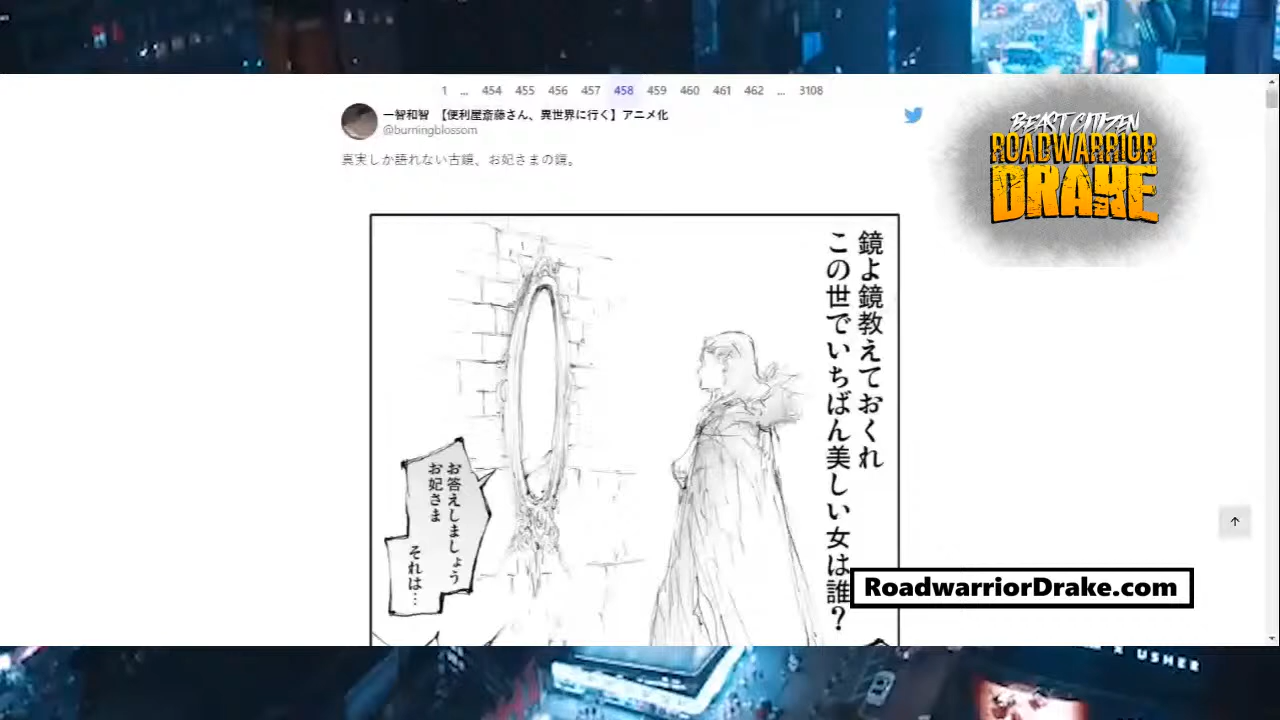 1 ... 454 455 456 457 458 459 460 461 462 ... 3108
一智和智 【便利屋斎藤さん、異世界に行く】アニメ化
@burningblossom
真実しか語れない古鏡、お妃さまの鏡。
BEAST CITIZEN
ROADWARRIOR
DRAKE
鏡よ鏡教えておくれ
この世でいちばん美しい女は誰?
お答えしましょう
お妃さま
それは…
RoadwarriorDrake.com
USHER